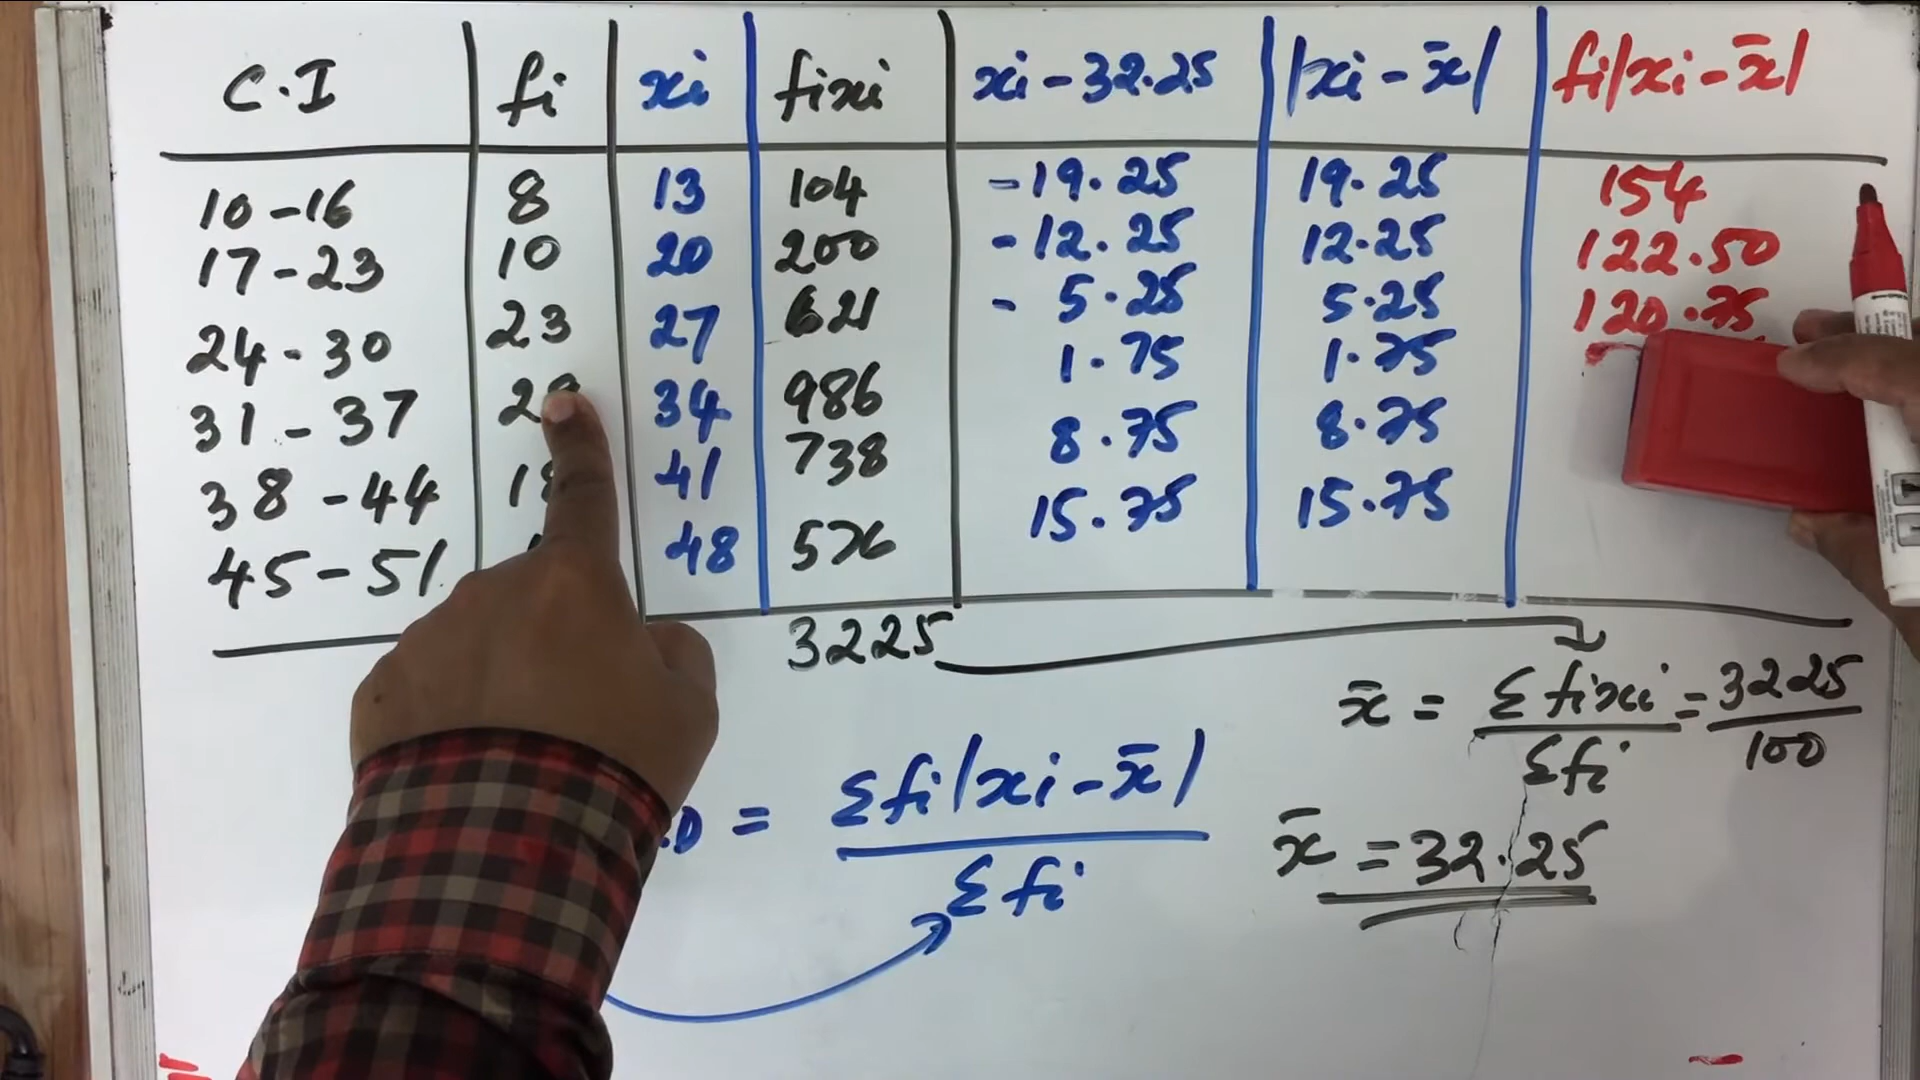 C.I fi xi fixi xi-32.25 |xi-x̄| fi|xi-x̄|
10-16 8 13 104 -19.25 19.25 154
17-23 10 20 200 -12.25 12.25 122.50
24-30 23 27 621 -5.25 5.25 120.75
31-37 34 986 1.75 1.75
38-44 41 738 8.75 8.75
45-51 48 576 15.75 15.75
3225
x̄ = Σfixi/Σfi = 3225/100
.D = Σfi|xi-x̄|/Σfi
x̄ = 32.25